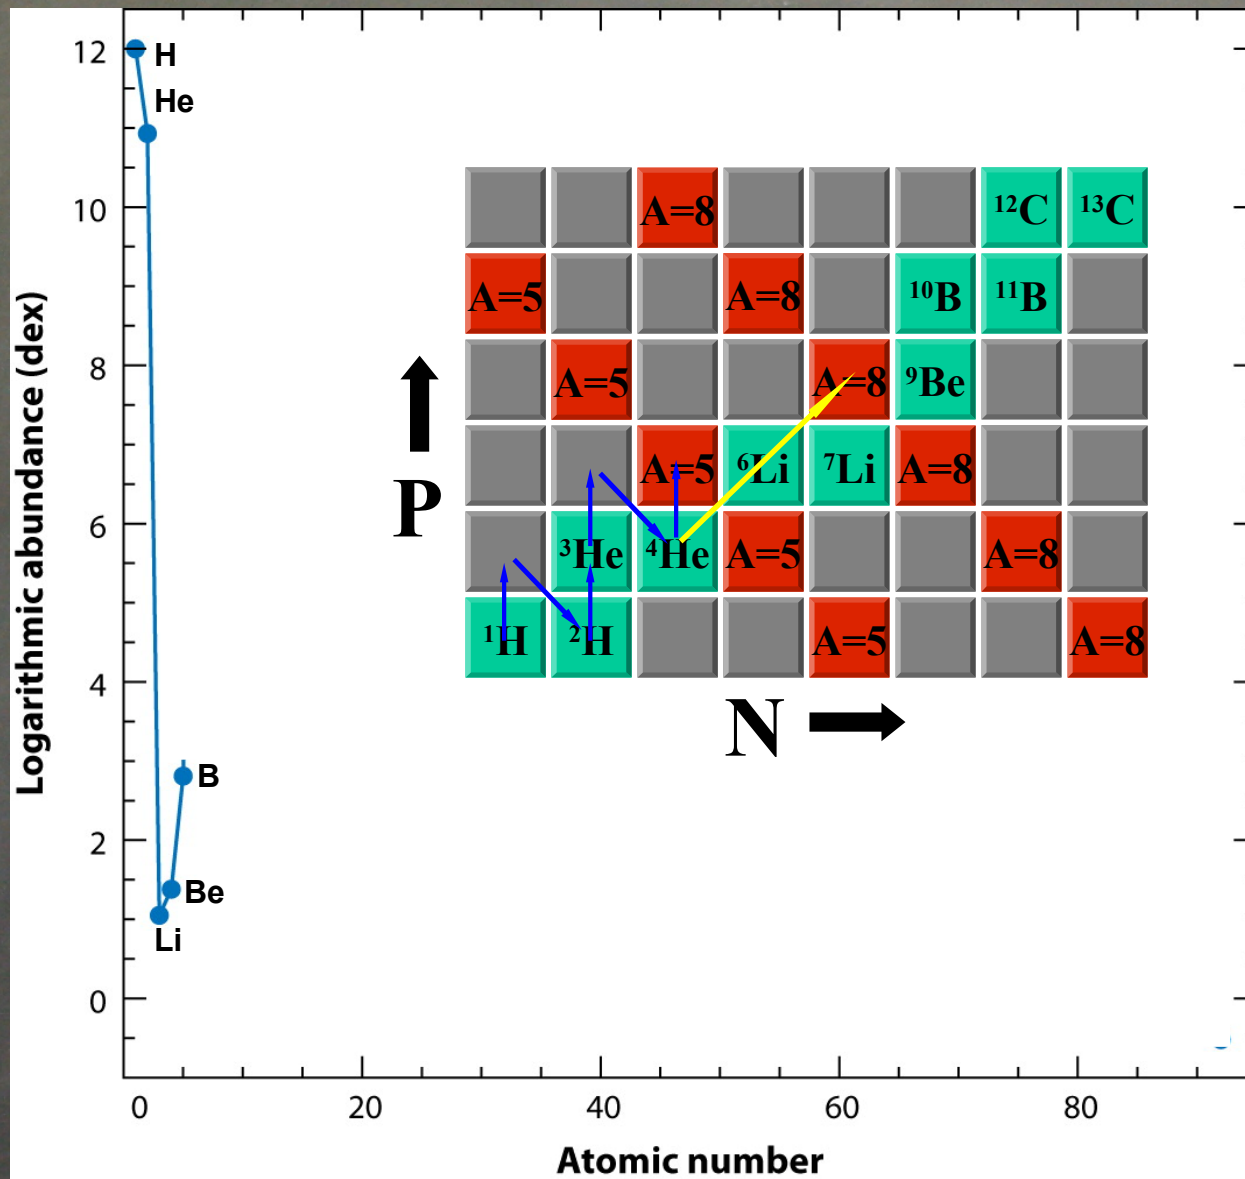 12
H
He
10
8
6
4
2
0
B
Be
Li
Logarithmic abundance (dex)
A=8 ¹²C ¹³C
A=5 A=8 ¹⁰B ¹¹B
A=5 A=8 ⁹Be
A=5 ⁶Li ⁷Li A=8
³He ⁴He A=5 A=8
¹H ²H A=5 A=8
P
N
0 20 40 60 80
Atomic number